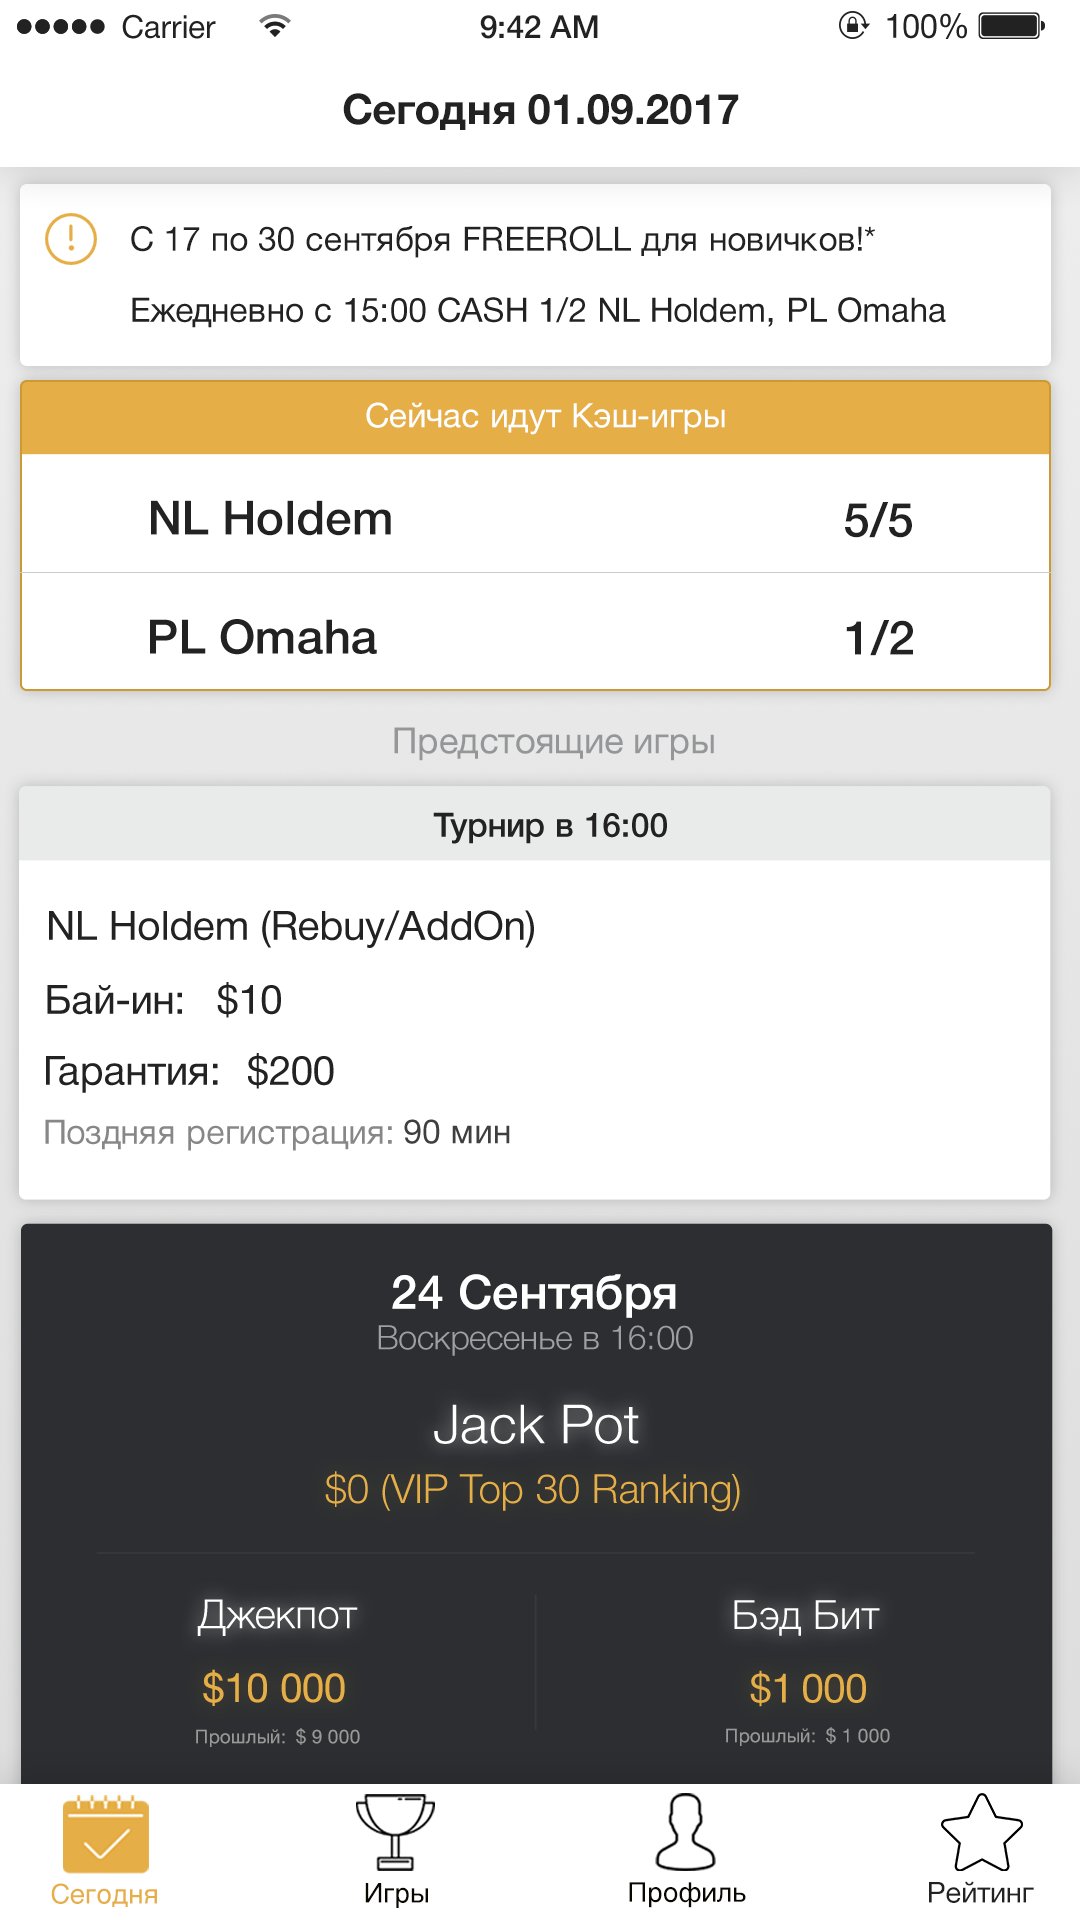 Carrier 9:42 AM 100%
Сегодня 01.09.2017
С 17 по 30 сентября FREEROLL для новичков!*
Ежедневно с 15:00 CASH 1/2 NL Holdem, PL Omaha
Сейчас идут Кэш-игры
NL Holdem 5/5
PL Omaha 1/2
Предстоящие игры
Турнир в 16:00
NL Holdem (Rebuy/AddOn)
Бай-ин: $10
Гарантия: $200
Поздняя регистрация: 90 мин
24 Сентября
Воскресенье в 16:00
Jack Pot
$0 (VIP Top 30 Ranking)
Джекпот Бэд Бит
$10 000 $1 000
Прошлый: $ 9 000 Прошлый: $ 1 000
Сегодня Игры Профиль Рейтинг